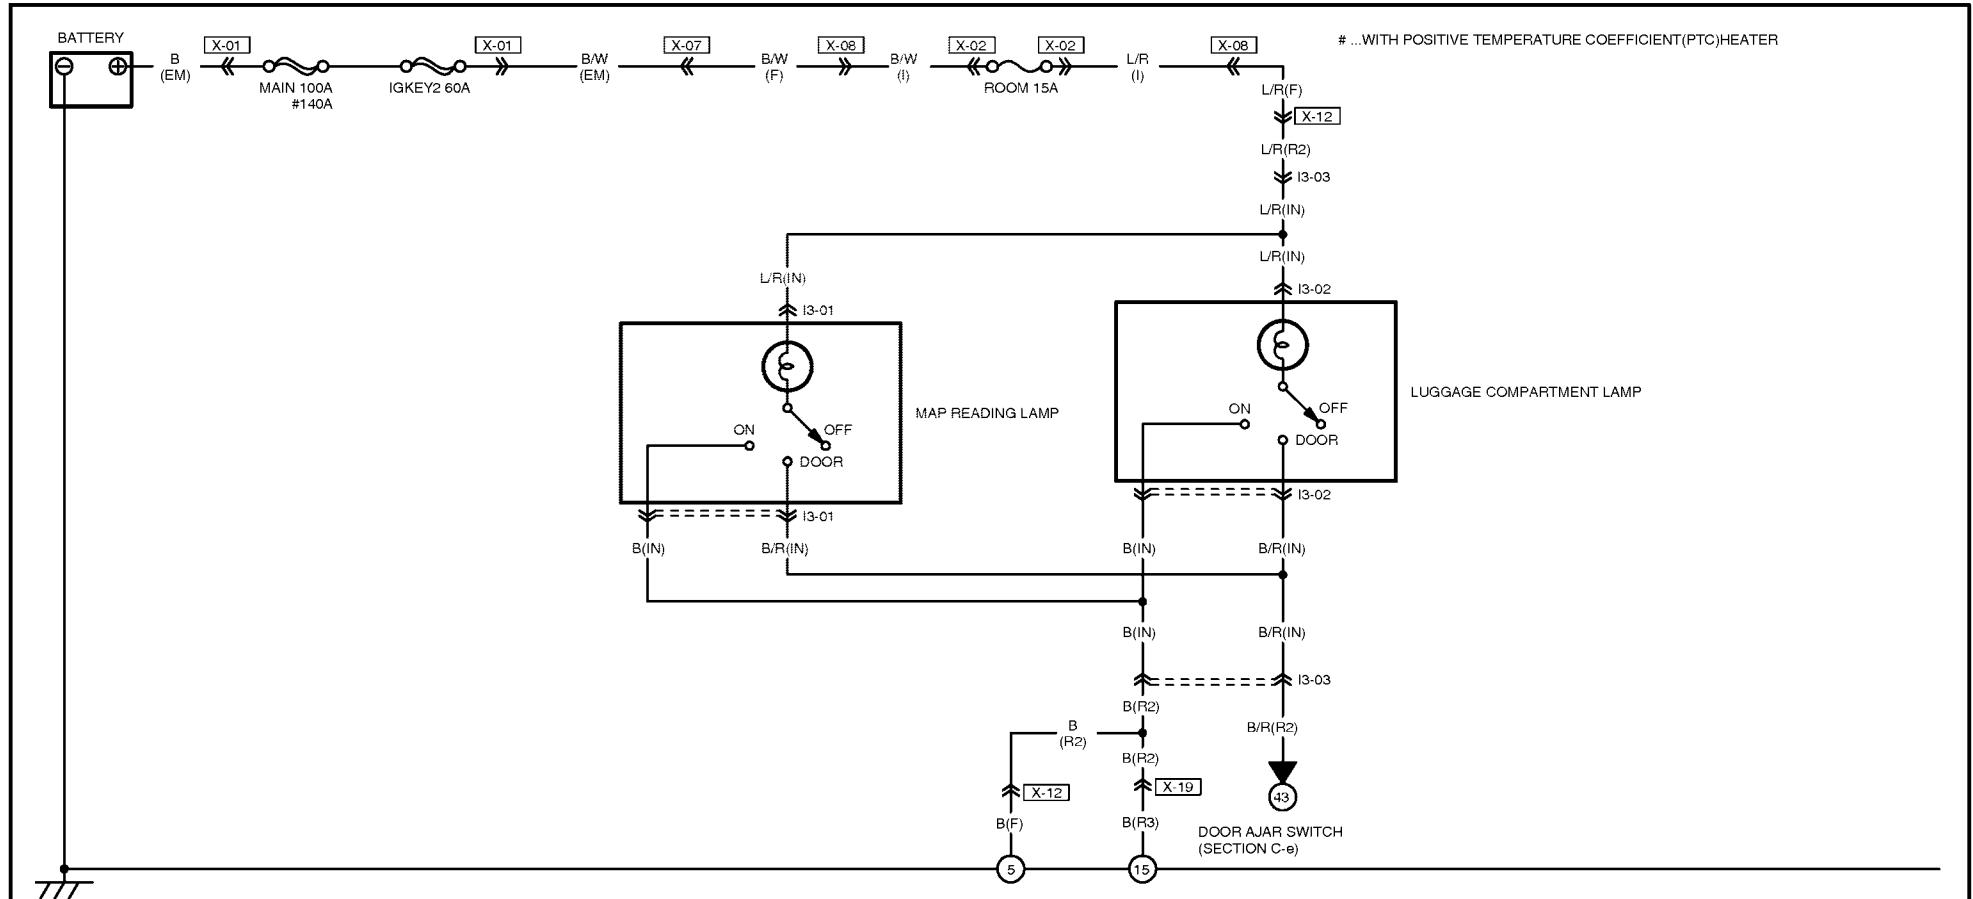 BATTERY
B
(EM)
X-01
MAIN 100A
#140A
IGKEY2 60A
X-01
B/W
(EM)
X-07
B/W
(F)
X-08
B/W
(I)
X-02
ROOM 15A
X-02
L/R
(I)
X-08
# ...WITH POSITIVE TEMPERATURE COEFFICIENT(PTC)HEATER
L/R(F)
X-12
L/R(R2)
I3-03
L/R(IN)
L/R(IN)
L/R(IN)
I3-02
I3-01
ON
OFF
DOOR
MAP READING LAMP
ON
OFF
DOOR
LUGGAGE COMPARTMENT LAMP
I3-02
I3-01
B(IN)
B/R(IN)
B(IN)
B/R(IN)
B(IN)
B/R(IN)
I3-03
B(R2)
B
(R2)
B/R(R2)
B(R2)
X-12
X-19
43
B(F)
B(R3)
DOOR AJAR SWITCH
(SECTION C-e)
5
15